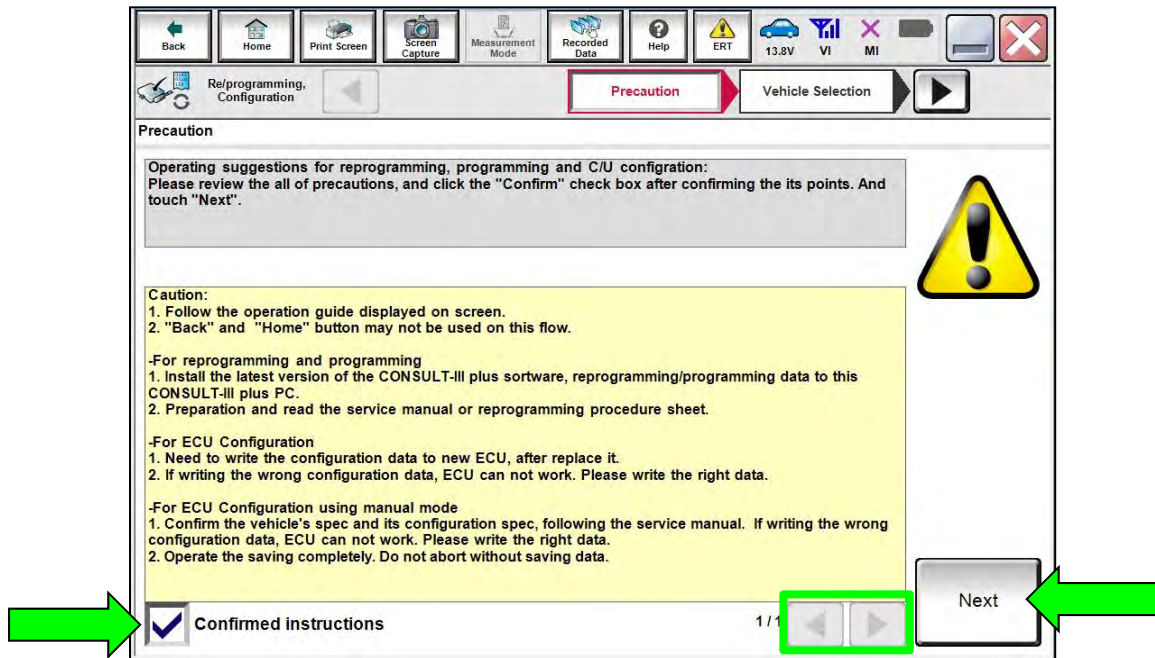 Back
Home
Print Screen
Screen
Capture
Measurement
Mode
Recorded
Data
Help
ERT
13.8V
VI
MI
Re/programming,
Configuration
Precaution
Vehicle Selection
Precaution
Operating suggestions for reprogramming, programming and C/U configration:
Please review the all of precautions, and click the "Confirm" check box after confirming the its points. And
touch "Next".
Caution:
1. Follow the operation guide displayed on screen.
2. "Back" and "Home" button may not be used on this flow.
-For reprogramming and programming
1. Install the latest version of the CONSULT-III plus sortware, reprogramming/programming data to this
CONSULT-III plus PC.
2. Preparation and read the service manual or reprogramming procedure sheet.
-For ECU Configuration
1. Need to write the configuration data to new ECU, after replace it.
2. If writing the wrong configuration data, ECU can not work. Please write the right data.
-For ECU Configuration using manual mode
1. Confirm the vehicle's spec and its configuration spec, following the service manual. If writing the wrong
configuration data, ECU can not work. Please write the right data.
2. Operate the saving completely. Do not abort without saving data.
Confirmed instructions
1/1
Next